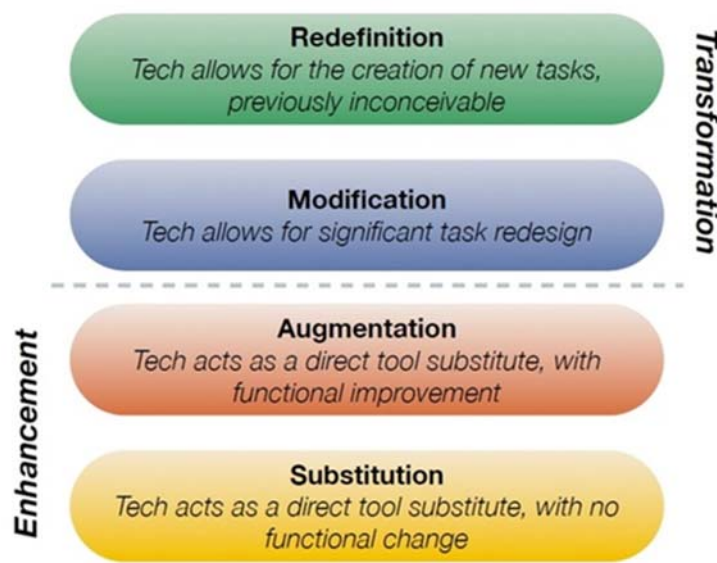 Redefinition
Tech allows for the creation of new tasks,
previously inconceivable
Transformation
Modification
Tech allows for significant task redesign
Augmentation
Tech acts as a direct tool substitute, with
functional improvement
Enhancement
Substitution
Tech acts as a direct tool substitute, with no
functional change